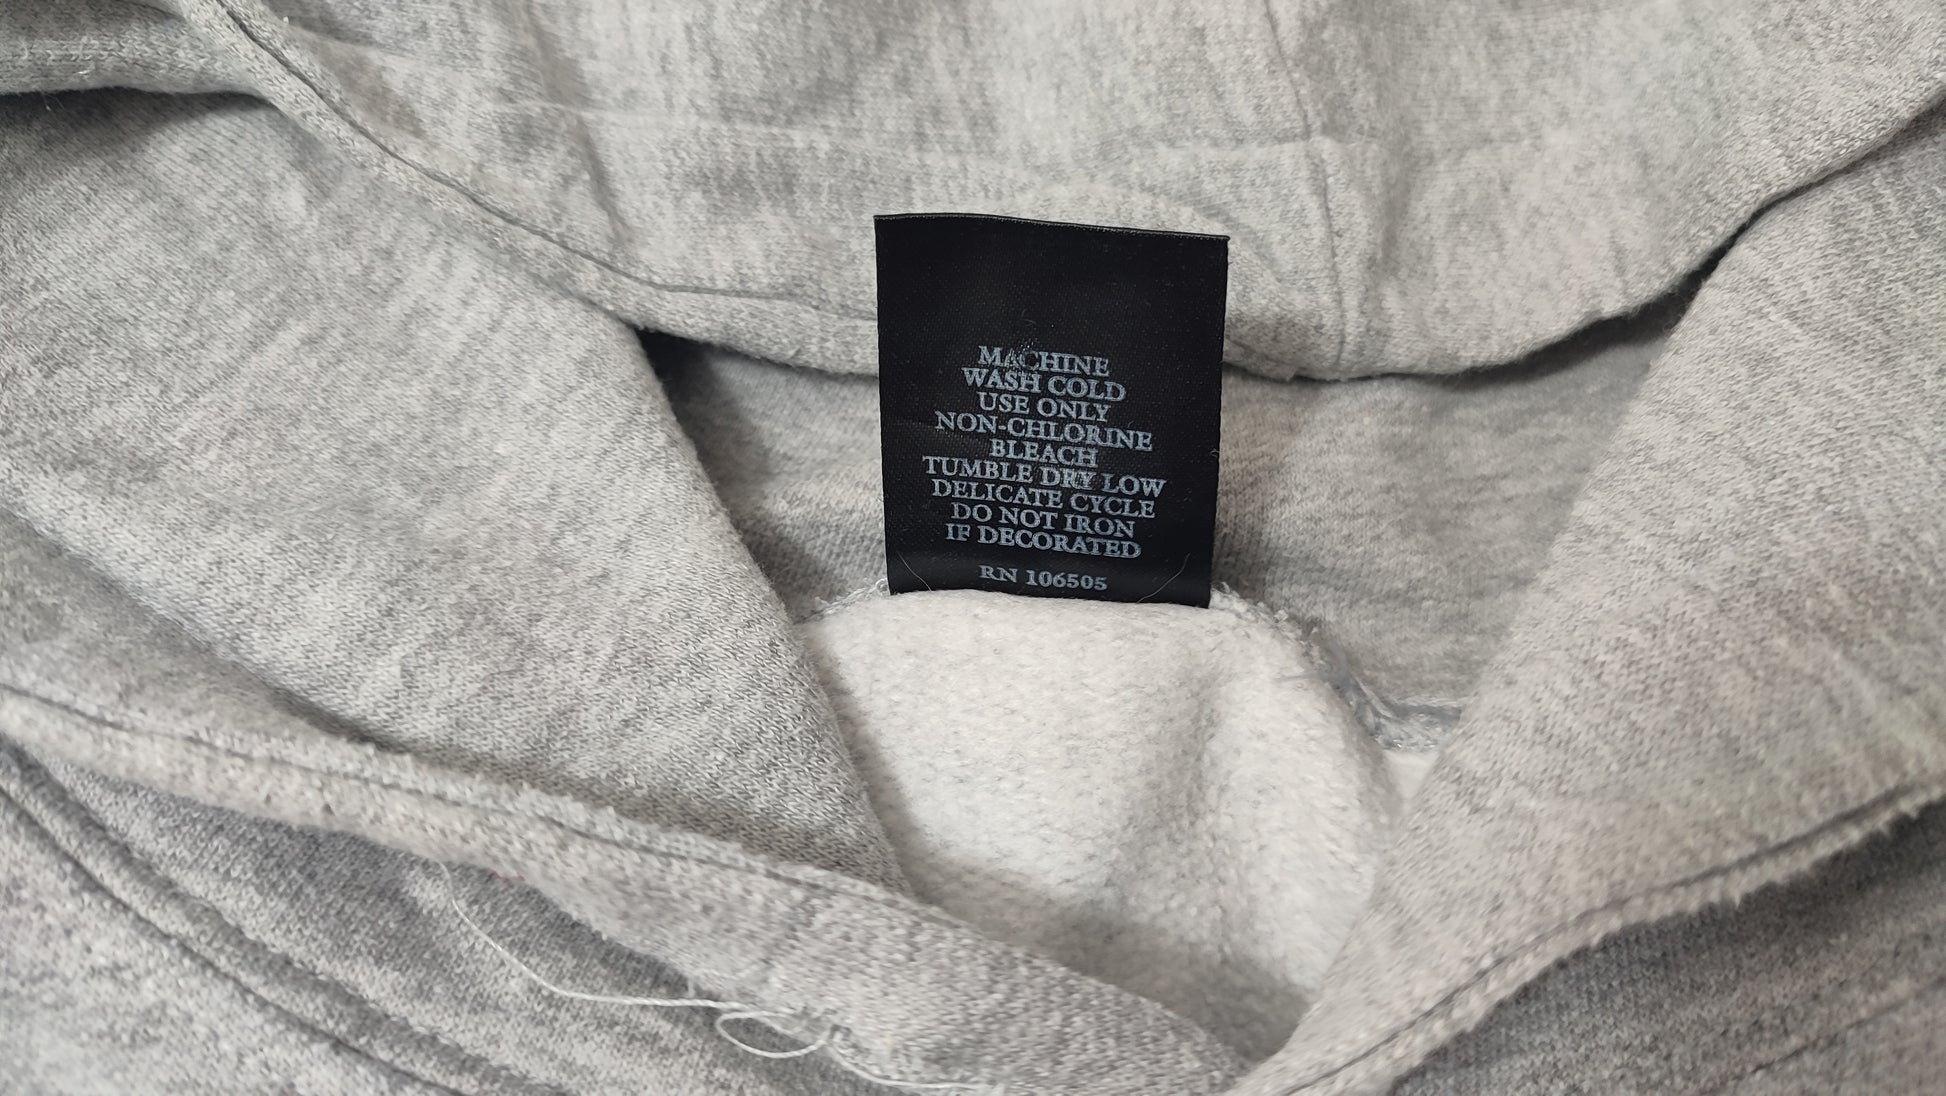 MACHINE
WASH COLD
USE ONLY
NON-CHLORINE
BLEACH
TUMBLE DRY LOW
DELICATE CYCLE
DO NOT IRON
IF DECORATED
RN 106505